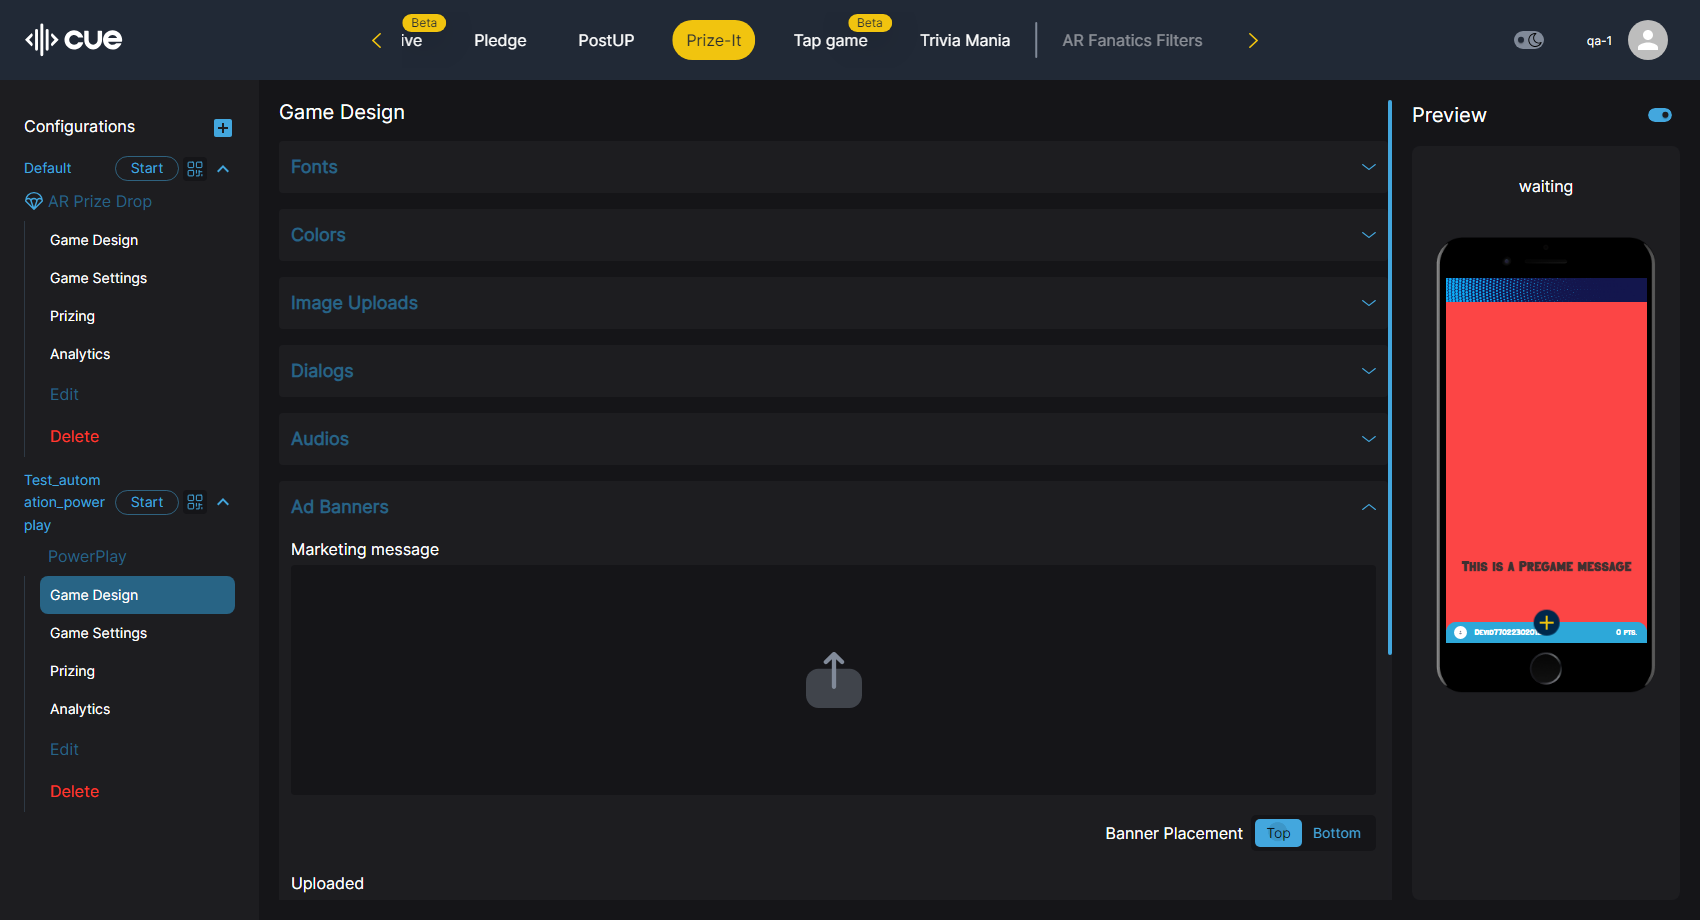 cue
Beta
ive
Pledge
PostUP
Prize-It
Beta
Tap game
Trivia Mania
AR Fanatics Filters
qa-1
Configurations
Default
Start
AR Prize Drop
Game Design
Game Settings
Prizing
Analytics
Edit
Delete
Test_autom
ation_power
play
Start
PowerPlay
Game Design
Game Settings
Prizing
Analytics
Edit
Delete
Game Design
Fonts
Colors
Image Uploads
Dialogs
Audios
Ad Banners
Marketing message
Banner Placement
Top
Bottom
Uploaded
Preview
waiting
This is a Pregame message
0 pts.